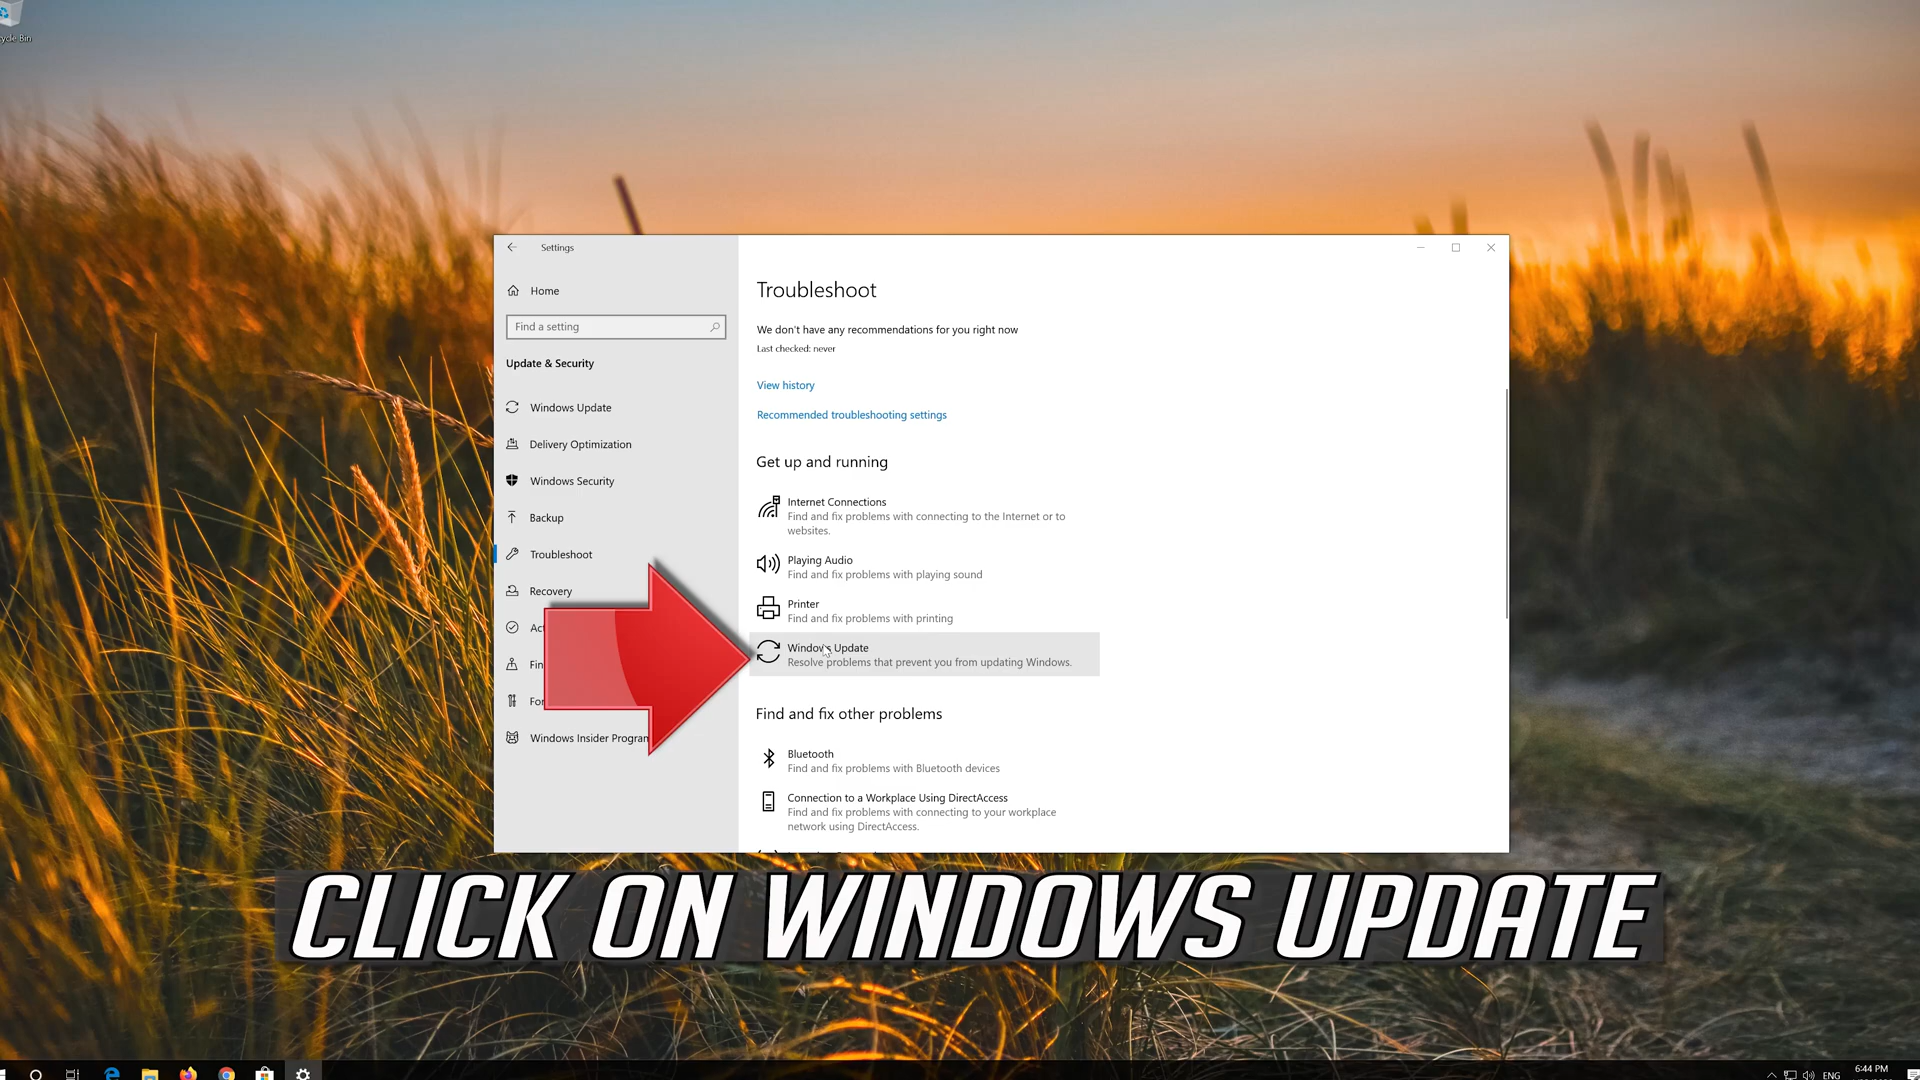 Settings
Home
Find a setting
Update & Security
Windows Update
Delivery Optimization
Windows Security
Backup
Troubleshoot
Recovery
Windows Insider Program
Troubleshoot
We don't have any recommendations for you right now
Last checked: never
View history
Recommended troubleshooting settings
Get up and running
Internet Connections
Find and fix problems with connecting to the Internet or to
websites.
Playing Audio
Find and fix problems with playing sound
Printer
Find and fix problems with printing
Windows Update
Resolve problems that prevent you from updating Windows.
Find and fix other problems
Bluetooth
Find and fix problems with Bluetooth devices
Connection to a Workplace Using DirectAccess
Find and fix problems with connecting to your workplace
network using DirectAccess.
CLICK ON WINDOWS UPDATE
ENG
6:44 PM